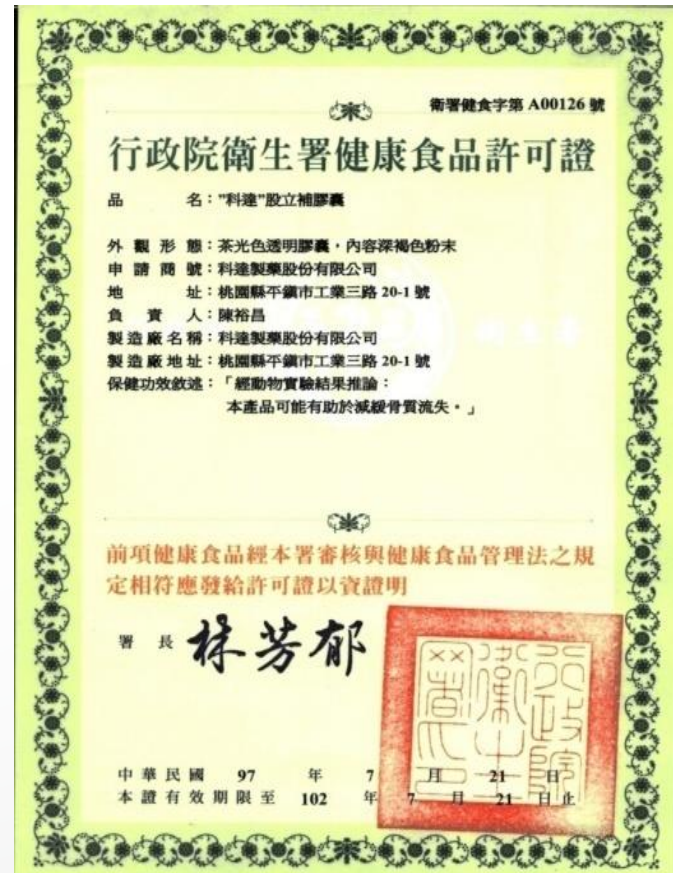 衛署健食字第 A00126 號
行政院衛生署健康食品許可證
品名："科達"股立補膠囊
外觀形態：茶光色透明膠囊，內容深褐色粉末
申請商號：科達製藥股份有限公司
地址：桃園縣平鎮市工業三路 20-1 號
負責人：陳裕昌
製造廠名稱：科達製藥股份有限公司
製造廠地址：桃園縣平鎮市工業三路 20-1 號
保健功效敘述：「經動物實驗結果推論：
本產品可能有助於減緩骨質流失。」
前項健康食品經本署審核與健康食品管理法之規
定相符應發給許可證以資證明
署長 林芳郁
行政院衛生署之印
中華民國 97 年 7 月 21 日
本證有效期限至 102 年 7 月 21 日止